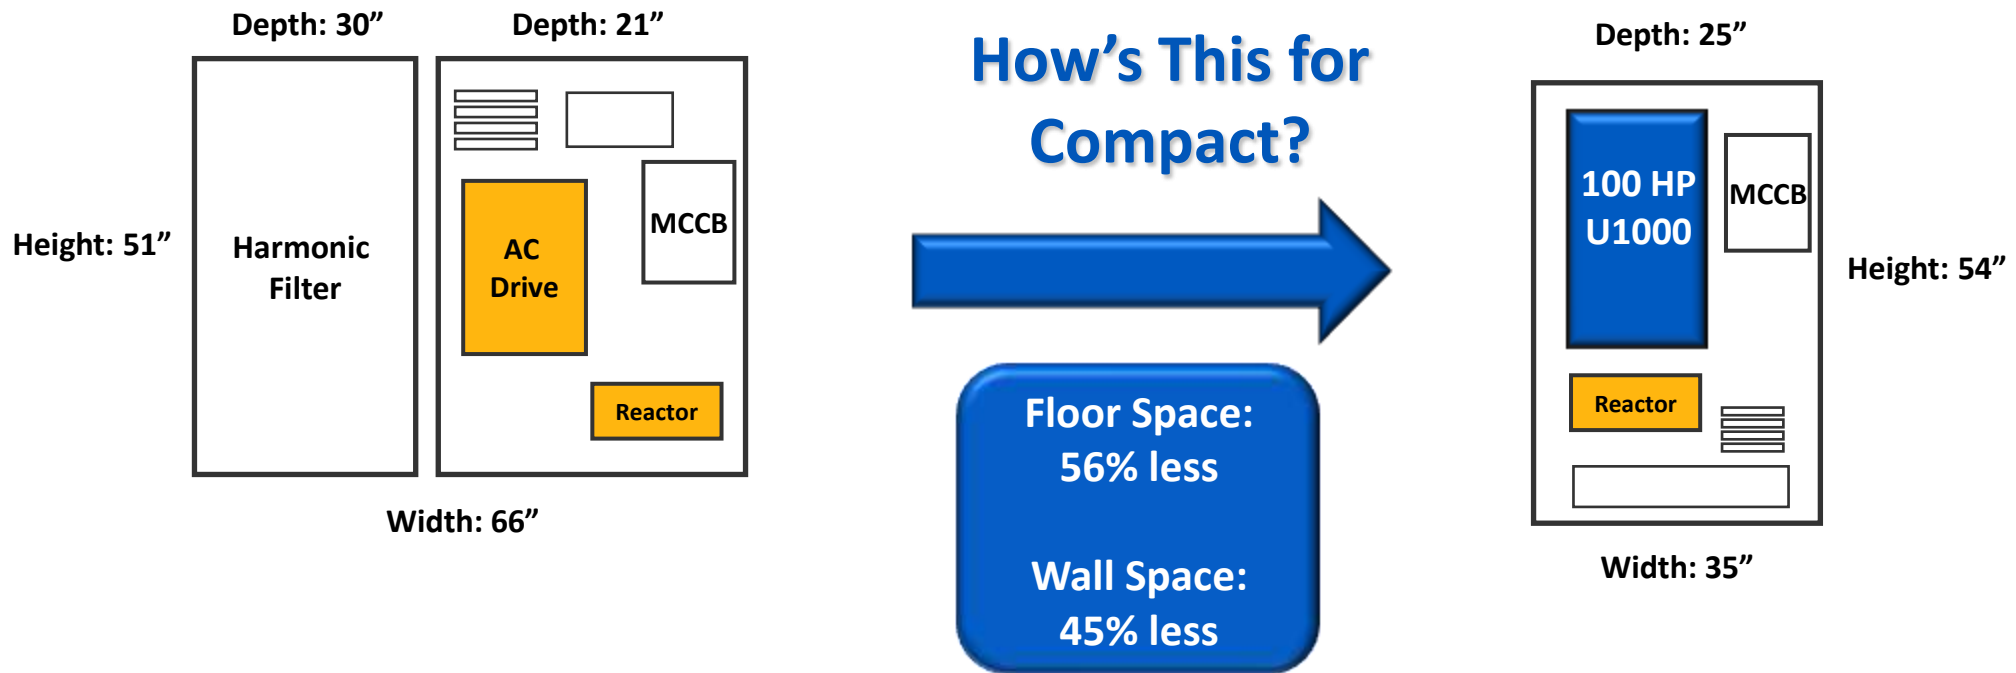 Depth: 30”
Depth: 21”
Height: 51”
Harmonic
Filter
AC
Drive
MCCB
Reactor
Width: 66”
How’s This for
Compact?
Floor Space:
56% less
Wall Space:
45% less
Depth: 25”
100 HP
U1000
MCCB
Reactor
Height: 54”
Width: 35”